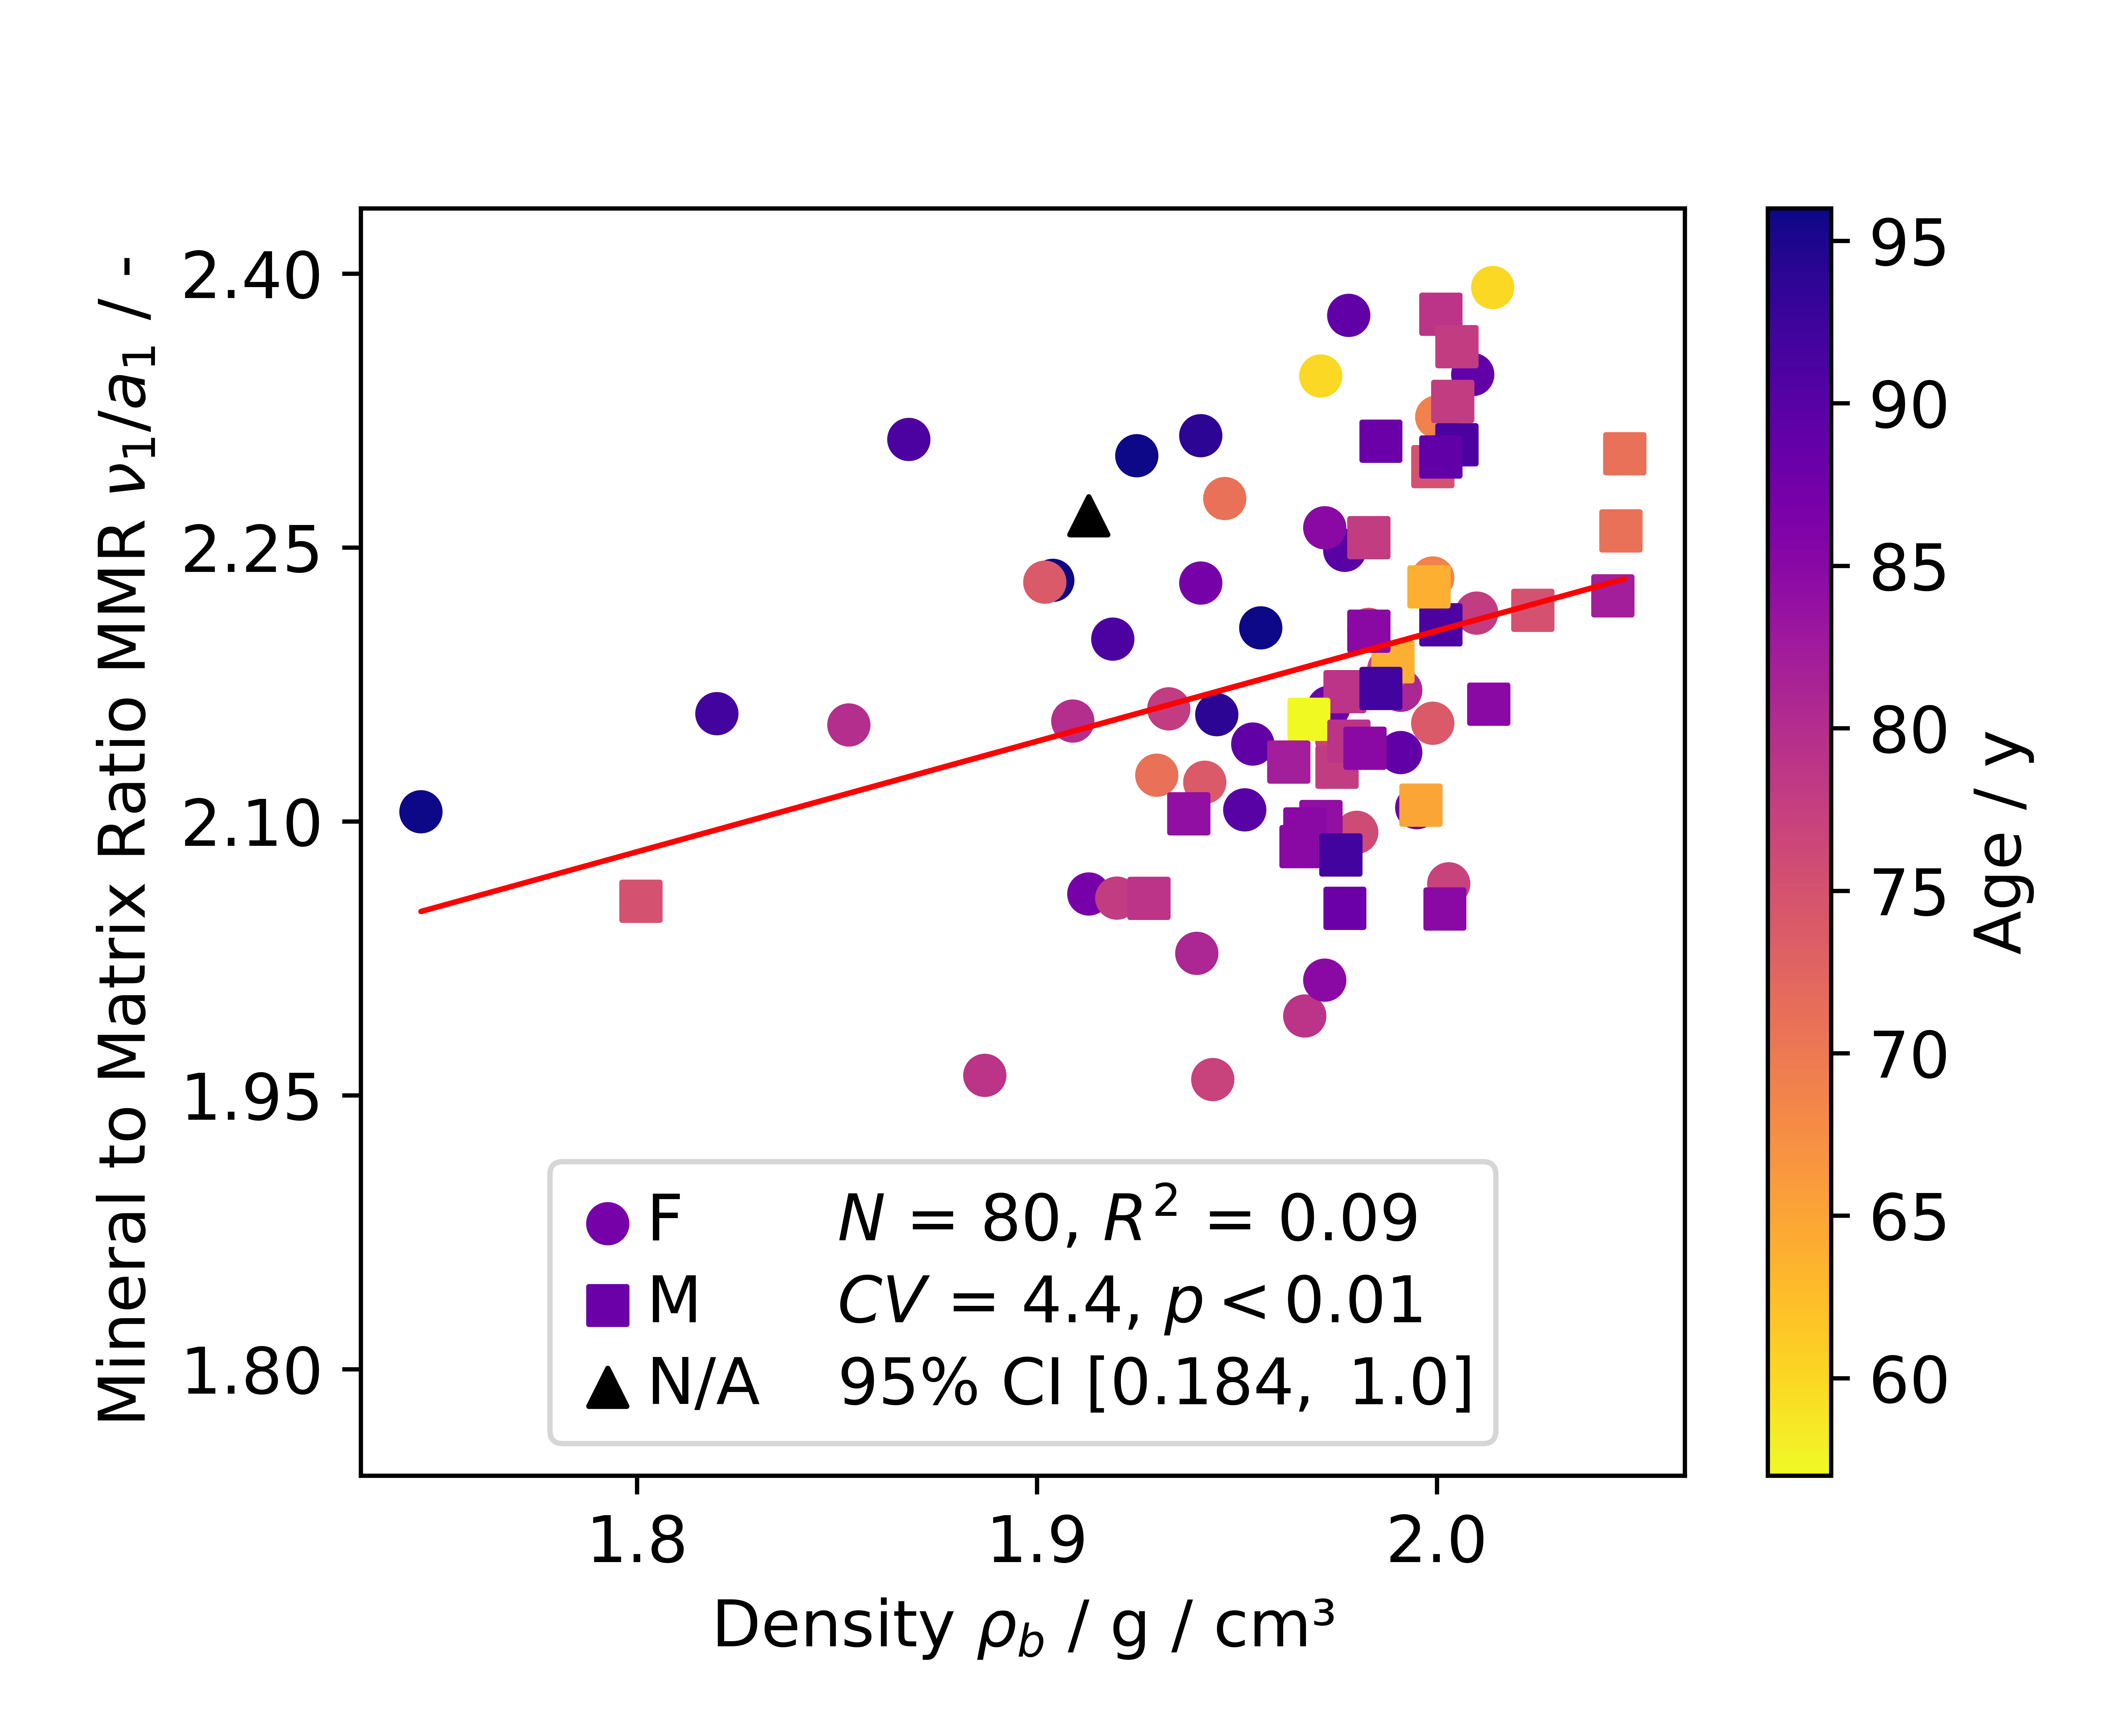 Mineral to Matrix Ratio MMR ν₁/a₁ / -
2.40
2.25
2.10
1.95
1.80
F N = 80, R² = 0.09
M CV = 4.4, p < 0.01
N/A 95% CI [0.184, 1.0]
1.8 1.9 2.0
Density ρb / g / cm³
95
90
85
80
75
70
65
60
Age / y